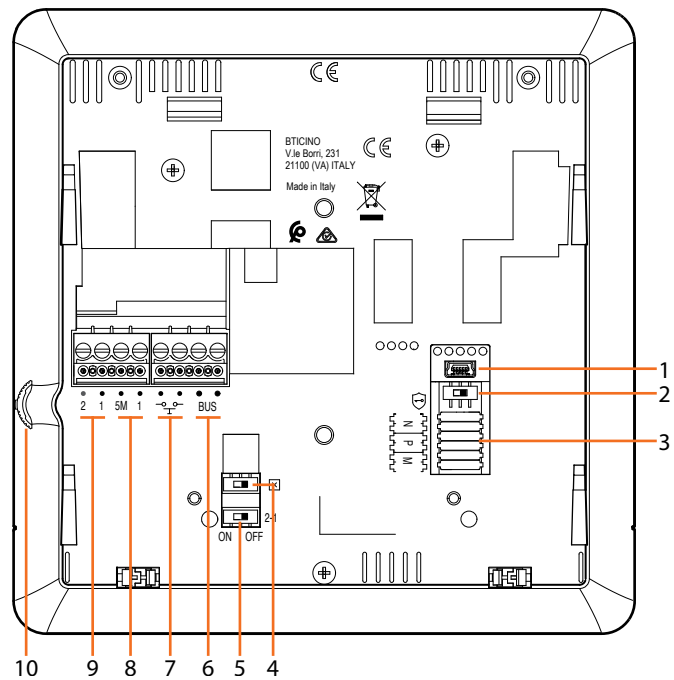 CE
BTICINO
V.le Borri, 231
21100 (VA) ITALY
CE
Made in Italy
1
2
N
P
M
3
2 1 5M 1 BUS
2-1
ON OFF
10 9 8 7 6 5 4